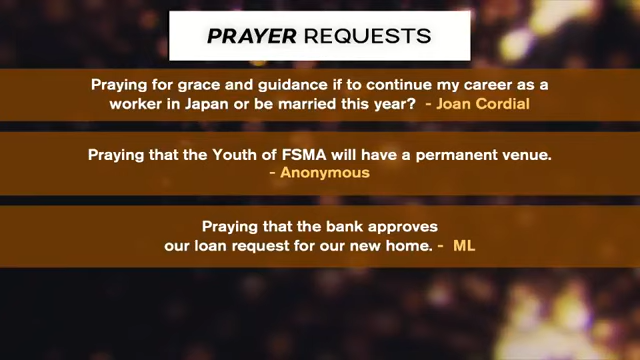 PRAYER REQUESTS
Praying for grace and guidance if to continue my career as a
worker in Japan or be married this year? - Joan Cordial
Praying that the Youth of FSMA will have a permanent venue.
- Anonymous
Praying that the bank approves
our loan request for our new home. - ML